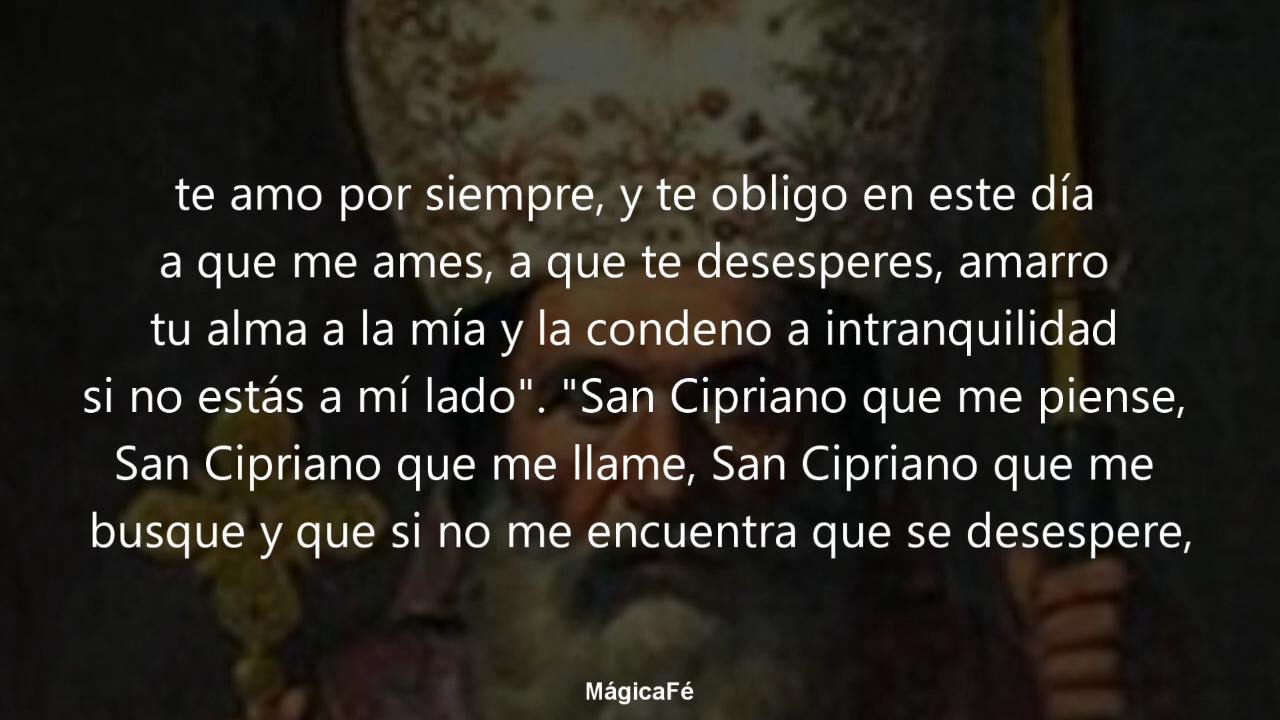 te amo por siempre, y te obligo en este día
a que me ames, a que te desesperes, amarro
tu alma a la mía y la condeno a intranquilidad
si no estás a mí lado". "San Cipriano que me piense,
San Cipriano que me llame, San Cipriano que me
busque y que si no me encuentra que se desespere,
MágicaFé